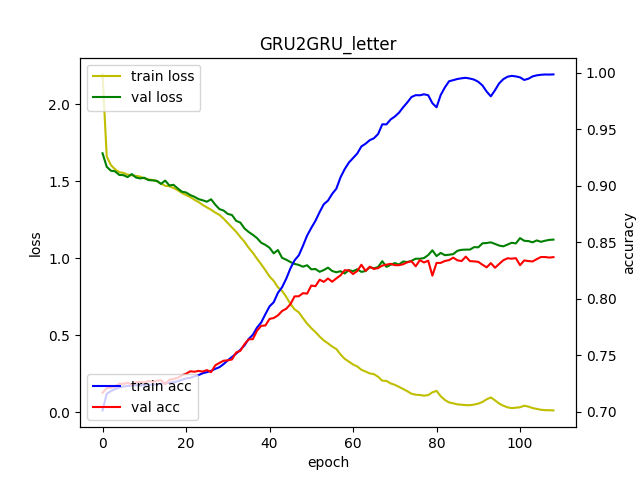 GRU2GRU_letter
train loss
val loss
train acc
val acc
loss
accuracy
epoch
2.0
1.5
1.0
0.5
0.0
1.00
0.95
0.90
0.85
0.80
0.75
0.70
0 20 40 60 80 100